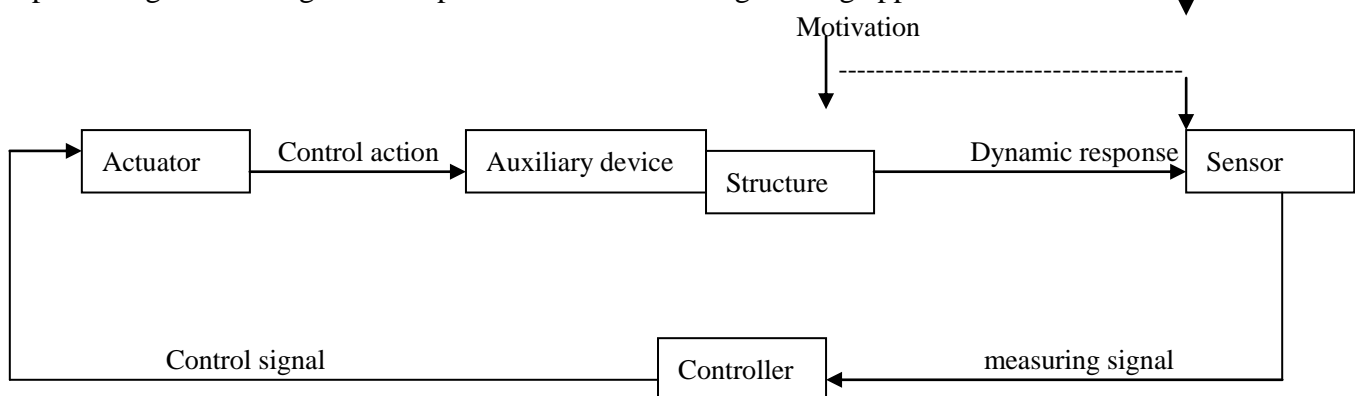 Motivation
Actuator
Control action
Auxiliary device
Structure
Dynamic response
Sensor
Control signal
Controller
measuring signal